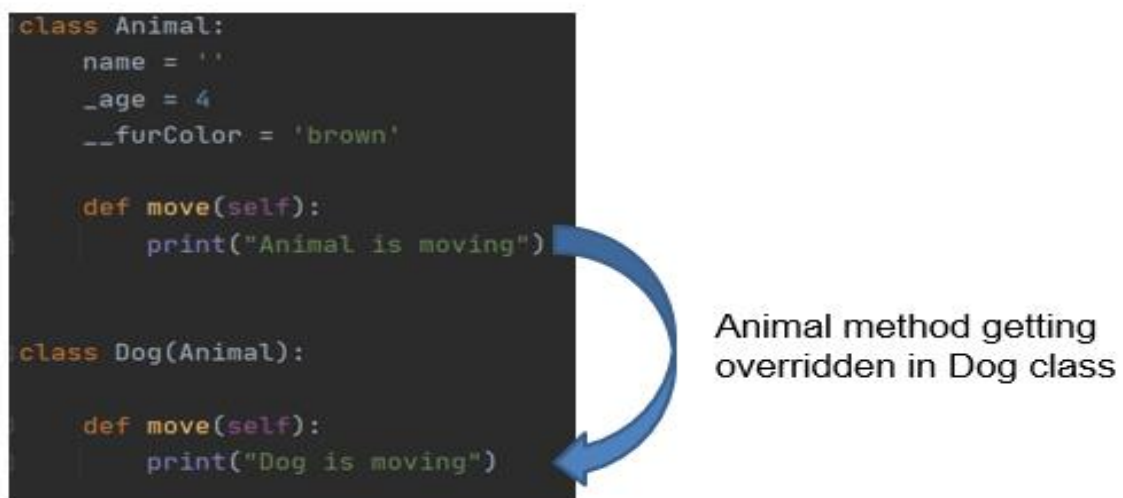 class Animal:
    name = ''
    _age = 4
    __furColor = 'brown'
    def move(self):
        print("Animal is moving")
class Dog(Animal):
    def move(self):
        print("Dog is moving")
Animal method getting
overridden in Dog class